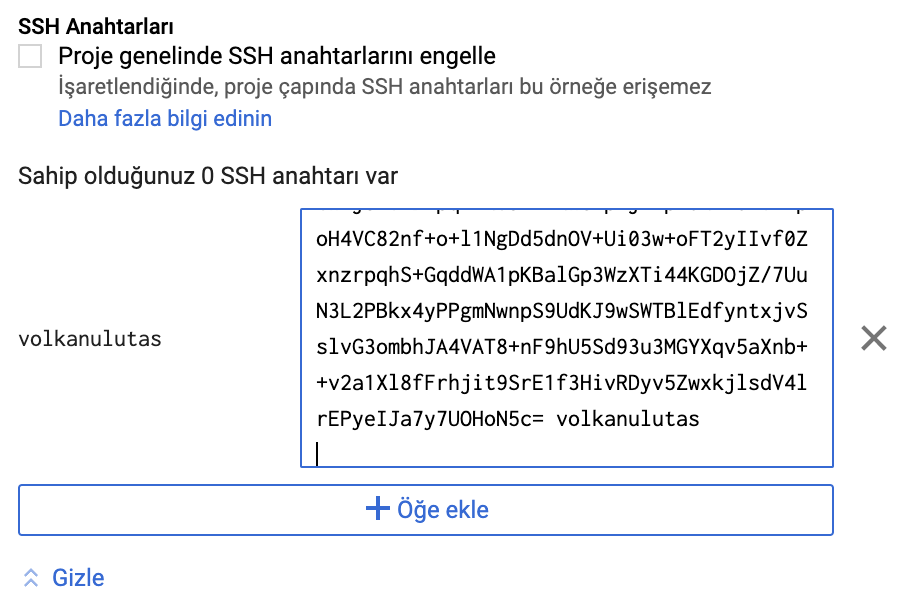 SSH Anahtarları
Proje genelinde SSH anahtarlarını engelle
İşaretlendiğinde, proje çapında SSH anahtarları bu örneğe erişemez
Daha fazla bilgi edinin
Sahip olduğunuz 0 SSH anahtarı var
oH4VC82nf+o+l1NgDd5dnOV+Ui03w+oFT2yIIvf0Z
xnzrpqhS+GqddWA1pKBalGp3WzXTi44KGDOjZ/7Uu
N3L2PBkx4yPPgmNwnpS9UdKJ9wSWTBlEdfyntxjvS
volkanulutas
slvG3ombhJA4VAT8+nF9hU5Sd93u3MGYXqv5aXnb+
+v2a1Xl8fFrhjit9SrE1f3HivRDyv5ZwxkjlsdV4l
rEPyeIJa7y7UOHoN5c= volkanulutas
Öğe ekle
Gizle